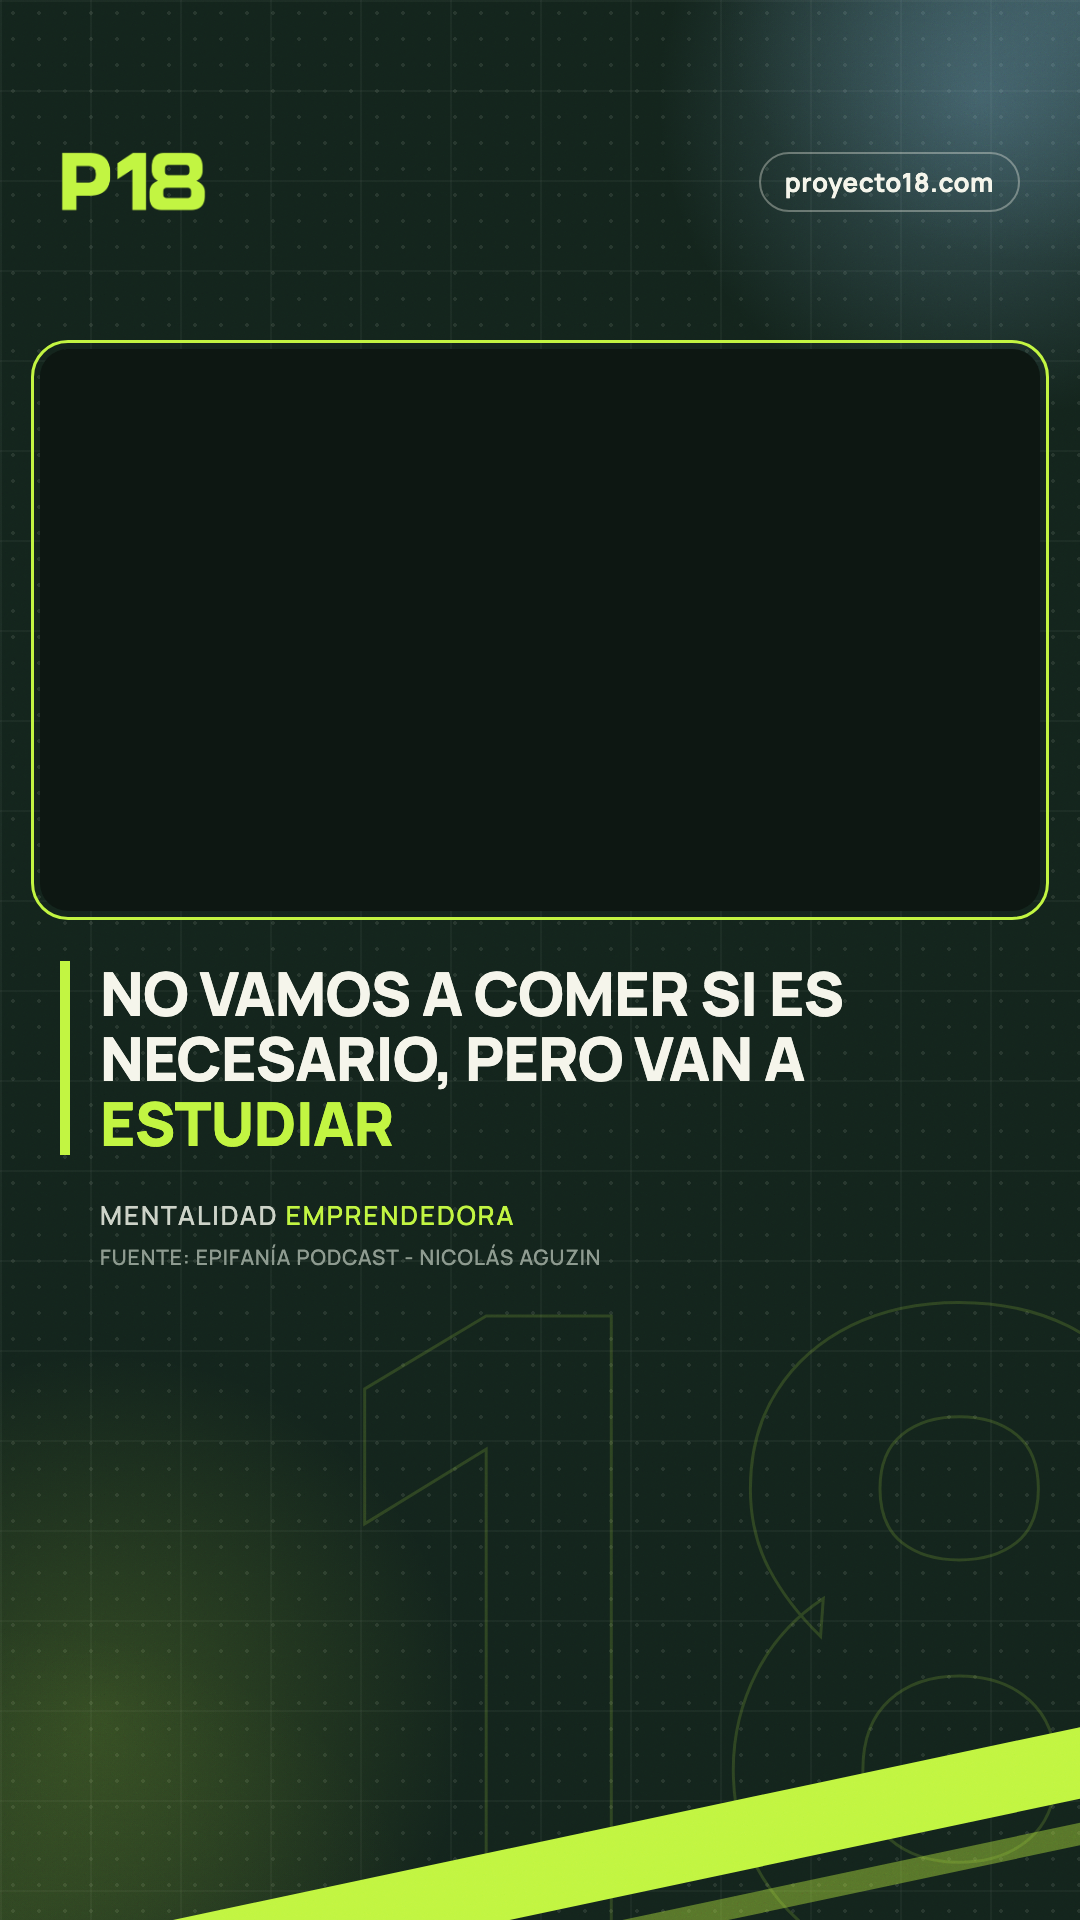 P18
proyecto18.com
NO VAMOS A COMER SI ES
NECESARIO, PERO VAN A
ESTUDIAR
MENTALIDAD EMPRENDEDORA
FUENTE: EPIFANÍA PODCAST - NICOLÁS AGUZIN
18